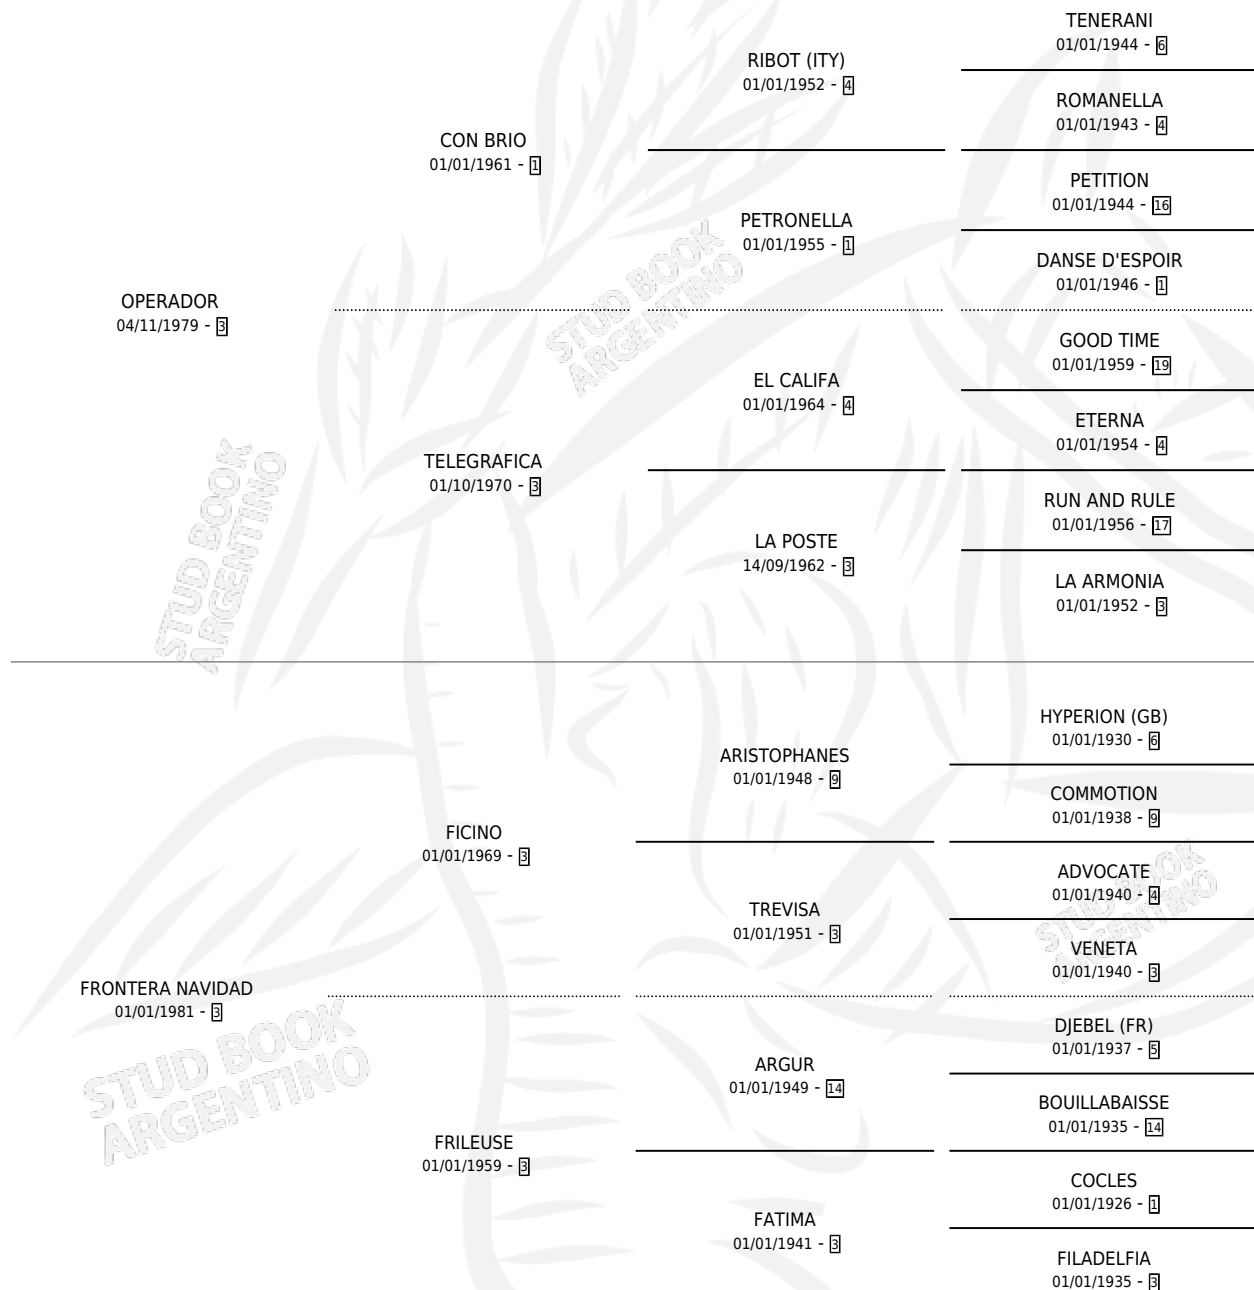 TENERANI
01/01/1944 - 6
RIBOT (ITY)
01/01/1952 - 4
ROMANELLA
01/01/1943 - 4
CON BRIO
01/01/1961 - 1
PETITION
01/01/1944 - 16
PETRONELLA
01/01/1955 - 1
DANSE D'ESPOIR
01/01/1946 - 1
OPERADOR
04/11/1979 - 3
GOOD TIME
01/01/1959 - 19
EL CALIFA
01/01/1964 - 4
ETERNA
01/01/1954 - 4
TELEGRAFICA
01/10/1970 - 3
RUN AND RULE
01/01/1956 - 17
LA POSTE
14/09/1962 - 3
LA ARMONIA
01/01/1952 - 3
HYPERION (GB)
01/01/1930 - 6
ARISTOPHANES
01/01/1948 - 9
COMMOTION
01/01/1938 - 9
FICINO
01/01/1969 - 3
ADVOCATE
01/01/1940 - 4
TREVISA
01/01/1951 - 3
VENETA
01/01/1940 - 3
FRONTERA NAVIDAD
01/01/1981 - 3
DJEBEL (FR)
01/01/1937 - 5
ARGUR
01/01/1949 - 14
BOUILLABAISSE
01/01/1935 - 14
FRILEUSE
01/01/1959 - 3
COCLES
01/01/1926 - 1
FATIMA
01/01/1941 - 3
FILADELFIA
01/01/1935 - 3
STUD BOOK
ARGENTINO
STUD BOOK
ARGENTINO
STUD BOOK
ARGENTINO
STUD BOOK
ARGENTINO